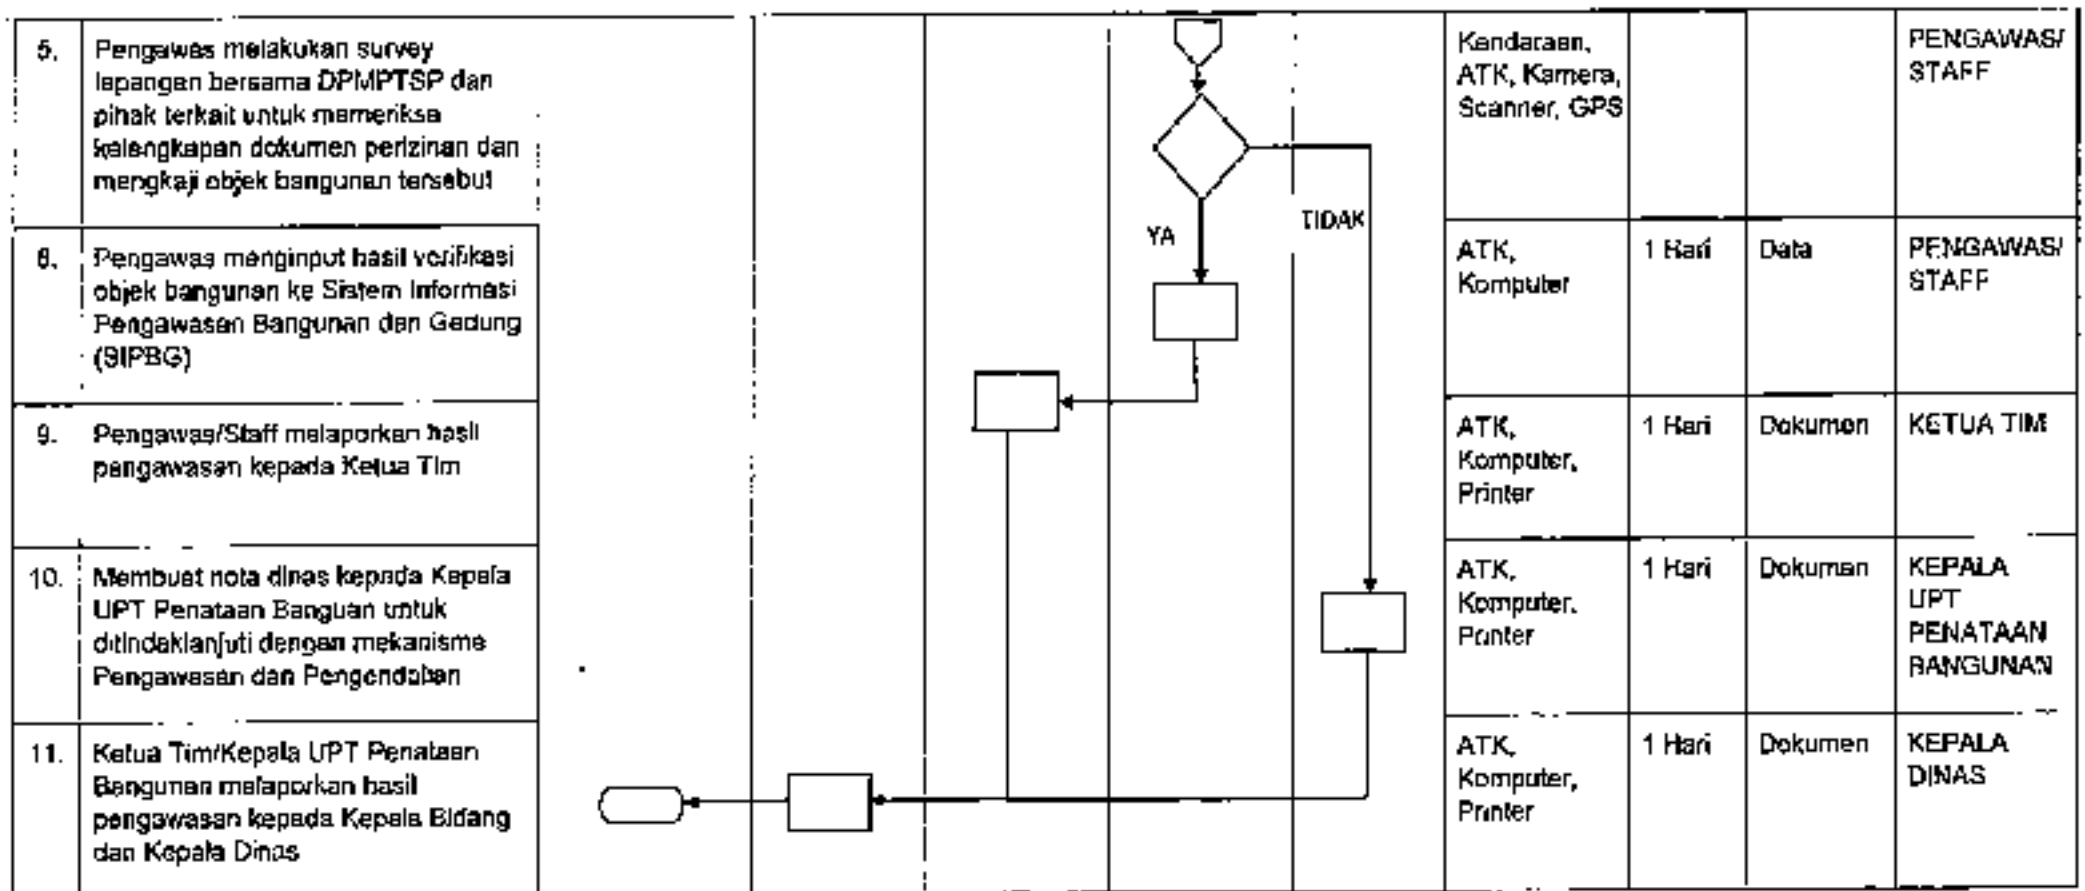 5.
Pengawas melakukan survey
lapangan bersama DPMPTSP dan
pihak terkait untuk memeriksa
kelengkapan dokumen perizinan dan
mengkaji objek bangunan tersebut
Kendaraan,
ATK, Kamera,
Scanner, GPS
PENGAWAS/
STAFF
YA
TIDAK
8.
Pengawas menginput hasil verifikasi
objek bangunan ke Sistem Informasi
Pengawasan Bangunan dan Gedung
(SIPBG)
ATK,
Komputer
1 Hari
Data
PENGAWAS/
STAFF
9.
Pengawas/Staff melaporkan hasil
pengawasan kepada Ketua Tim
ATK,
Komputer,
Printer
1 Hari
Dokumen
KETUA TIM
10.
Membuat nota dinas kepada Kepala
UPT Penataan Banguan untuk
ditindaklanjuti dengan mekanisme
Pengawasan dan Pengendalian
ATK,
Komputer,
Printer
1 Hari
Dokumen
KEPALA
UPT
PENATAAN
BANGUNAN
11.
Ketua Tim/Kepala UPT Penataan
Bangunan melaporkan hasil
pengawasan kepada Kepala Bidang
dan Kepala Dinas
ATK,
Komputer,
Printer
1 Hari
Dokumen
KEPALA
DINAS